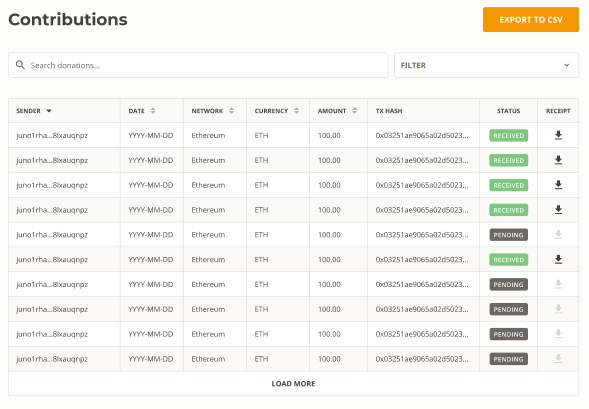 Contributions
EXPORT TO CSV
Search donations...
FILTER
SENDER DATE NETWORK CURRENCY AMOUNT TX HASH STATUS RECEIPT
juno1rha...8lxauqnpz YYYY-MM-DD Ethereum ETH 100.00 0x03251ae9065a02d5023... RECEIVED
juno1rha...8lxauqnpz YYYY-MM-DD Ethereum ETH 100.00 0x03251ae9065a02d5023... RECEIVED
juno1rha...8lxauqnpz YYYY-MM-DD Ethereum ETH 100.00 0x03251ae9065a02d5023... RECEIVED
juno1rha...8lxauqnpz YYYY-MM-DD Ethereum ETH 100.00 0x03251ae9065a02d5023... RECEIVED
juno1rha...8lxauqnpz YYYY-MM-DD Ethereum ETH 100.00 0x03251ae9065a02d5023... PENDING
juno1rha...8lxauqnpz YYYY-MM-DD Ethereum ETH 100.00 0x03251ae9065a02d5023... RECEIVED
juno1rha...8lxauqnpz YYYY-MM-DD Ethereum ETH 100.00 0x03251ae9065a02d5023... PENDING
juno1rha...8lxauqnpz YYYY-MM-DD Ethereum ETH 100.00 0x03251ae9065a02d5023... PENDING
juno1rha...8lxauqnpz YYYY-MM-DD Ethereum ETH 100.00 0x03251ae9065a02d5023... PENDING
juno1rha...8lxauqnpz YYYY-MM-DD Ethereum ETH 100.00 0x03251ae9065a02d5023... PENDING
LOAD MORE